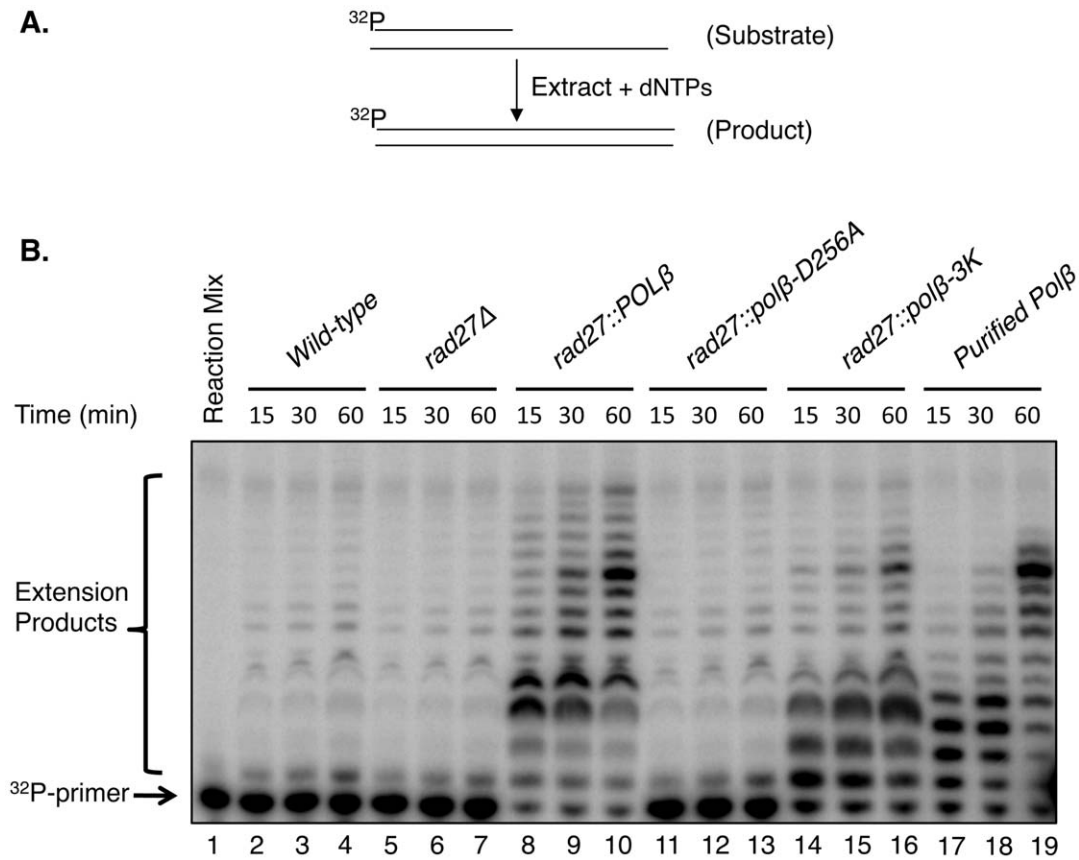 A.
³²P
(Substrate)
Extract + dNTPs
³²P
(Product)
B.
Reaction Mix
Wild-type
rad27Δ
rad27::POLβ
rad27::polβ-D256A
rad27::polβ-3K
Purified Polβ
Time (min) 15 30 60 15 30 60 15 30 60 15 30 60 15 30 60 15 30 60
Extension
Products
³²P-primer
1 2 3 4 5 6 7 8 9 10 11 12 13 14 15 16 17 18 19